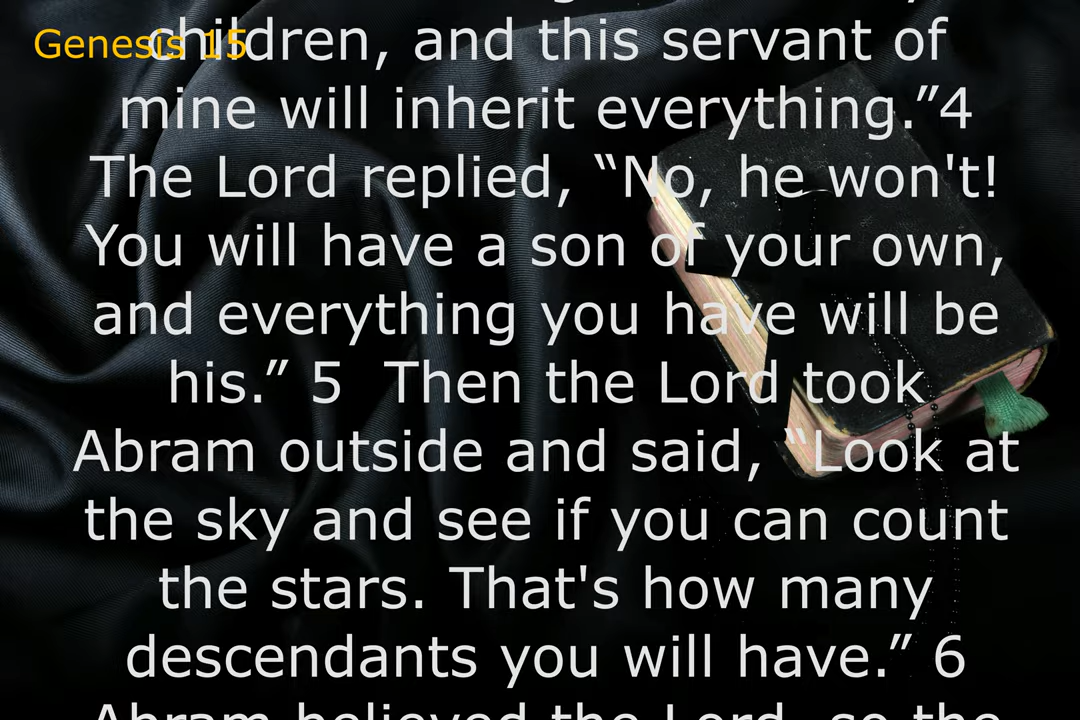 Genesis 15
children, and this servant of
mine will inherit everything.”4
The Lord replied, “No, he won't!
You will have a son of your own,
and everything you have will be
his.” 5 Then the Lord took
Abram outside and said, “Look at
the sky and see if you can count
the stars. That's how many
descendants you will have.” 6
Abram believed the Lord, so the